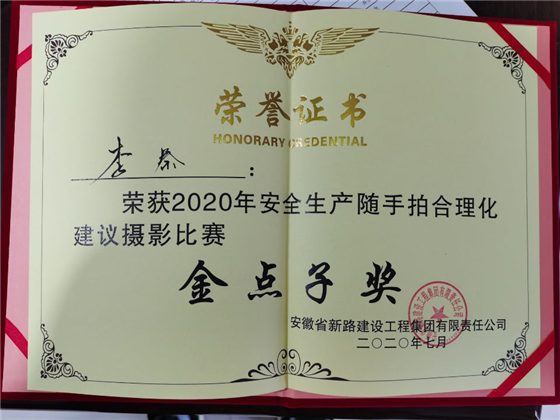 荣誉证书
HONORARY CREDENTIAL
李泰：
荣获2020年安全生产随手拍合理化
建议摄影比赛
金点子奖
安徽省新路建设工程集团有限责任公司
二〇二〇年七月